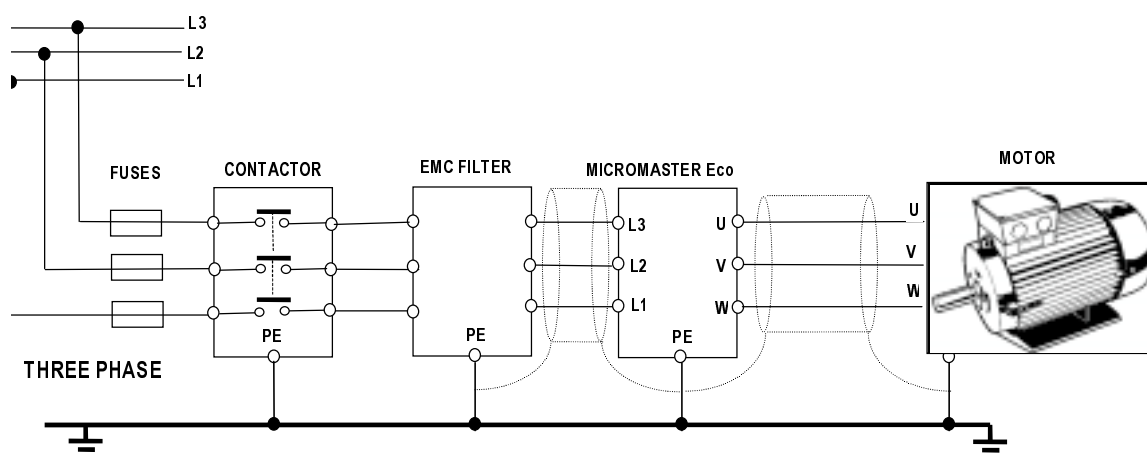 L3
L2
L1
FUSES
CONTACTOR
EMC FILTER
MICROMASTER Eco
MOTOR
L3
U
U
L2
V
V
L1
W
W
PE
PE
PE
THREE PHASE